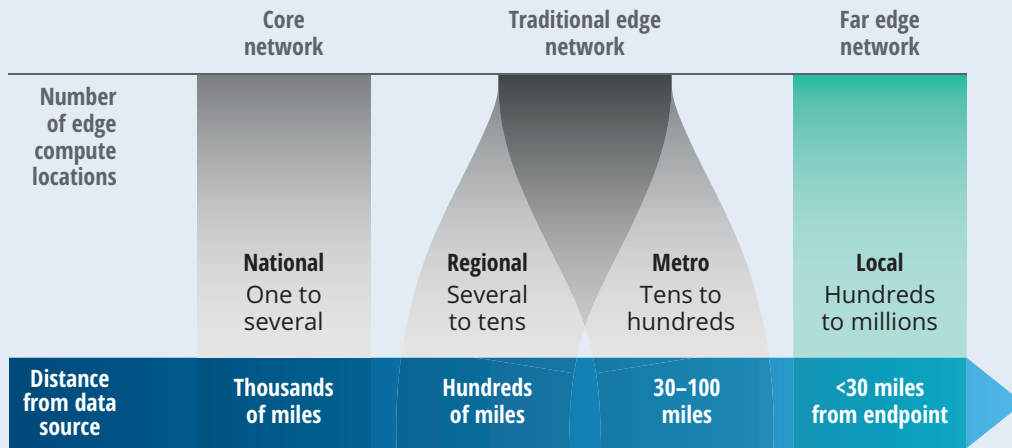 Core
network
Traditional edge
network
Far edge
network
Number
of edge
compute
locations
National
One to
several
Regional
Several
to tens
Metro
Tens to
hundreds
Local
Hundreds
to millions
Distance
from data
source
Thousands
of miles
Hundreds
of miles
30–100
miles
<30 miles
from endpoint